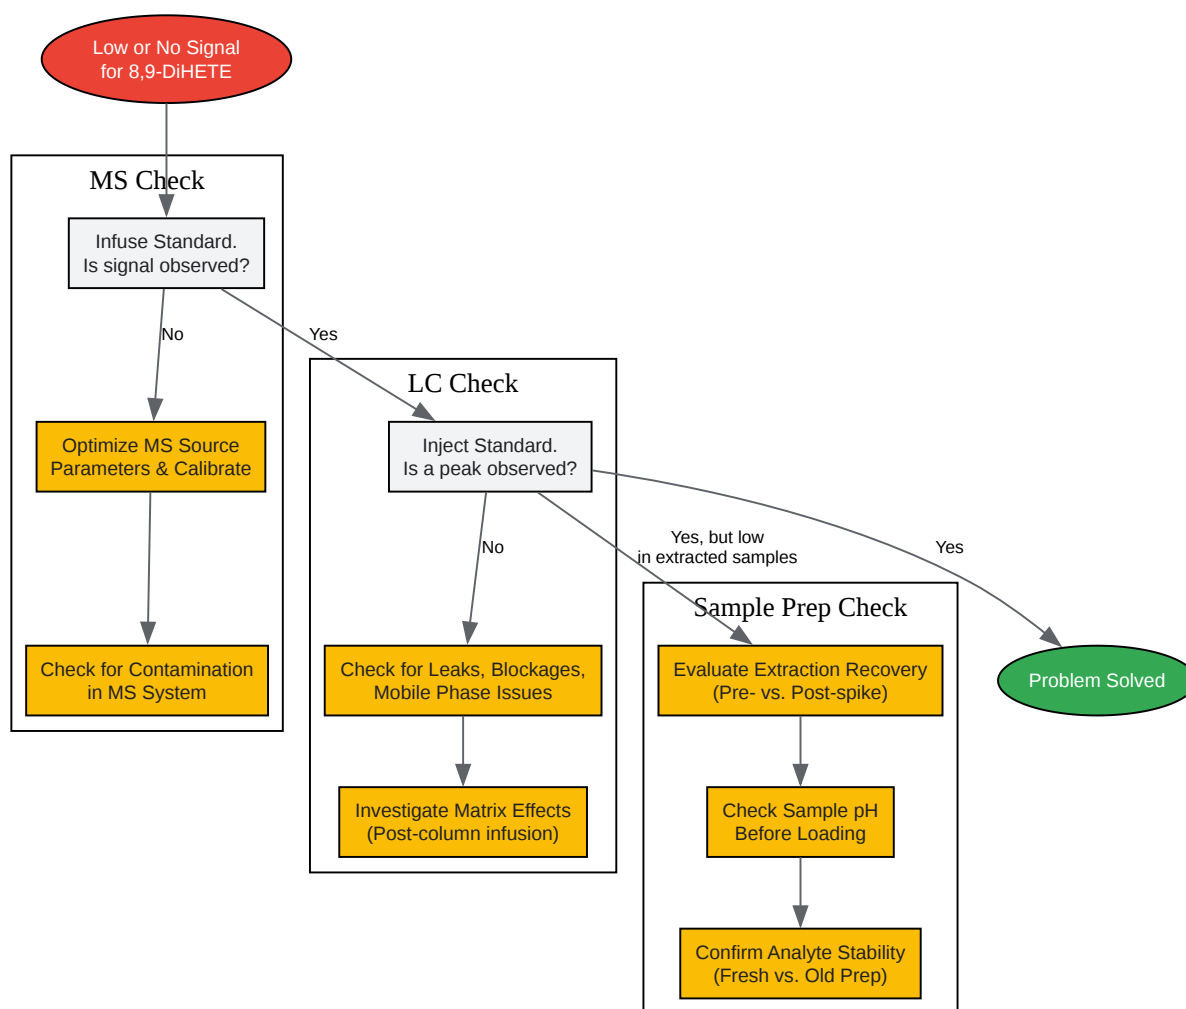 Low or No Signal
for 8,9-DiHETE
MS Check
Infuse Standard.
Is signal observed?
No
Yes
Optimize MS Source
Parameters & Calibrate
Check for Contamination
in MS System
LC Check
Inject Standard.
Is a peak observed?
No
Yes, but low
in extracted samples
Yes
Check for Leaks, Blockages,
Mobile Phase Issues
Investigate Matrix Effects
(Post-column infusion)
Sample Prep Check
Evaluate Extraction Recovery
(Pre- vs. Post-spike)
Check Sample pH
Before Loading
Confirm Analyte Stability
(Fresh vs. Old Prep)
Problem Solved